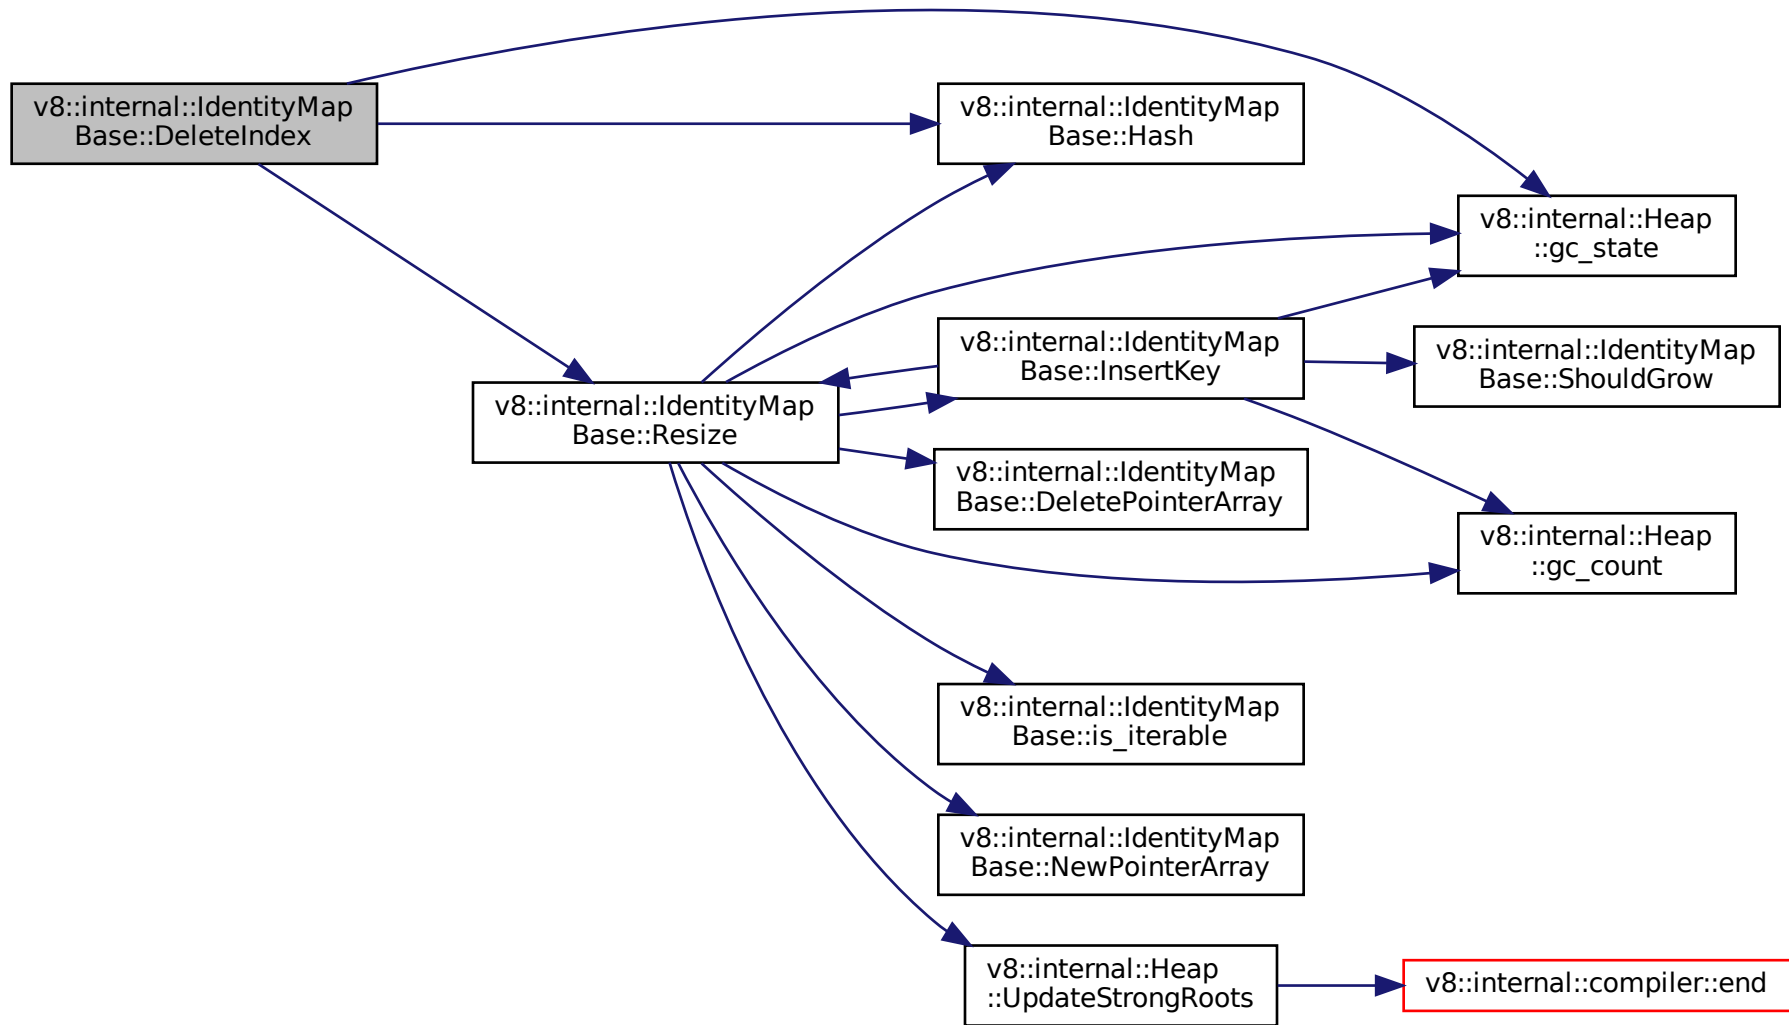 v8::internal::IdentityMap
Base::DeleteIndex
v8::internal::IdentityMap
Base::Hash
v8::internal::Heap
::gc_state
v8::internal::IdentityMap
Base::InsertKey
v8::internal::IdentityMap
Base::ShouldGrow
v8::internal::IdentityMap
Base::Resize
v8::internal::IdentityMap
Base::DeletePointerArray
v8::internal::Heap
::gc_count
v8::internal::IdentityMap
Base::is_iterable
v8::internal::IdentityMap
Base::NewPointerArray
v8::internal::Heap
::UpdateStrongRoots
v8::internal::compiler::end